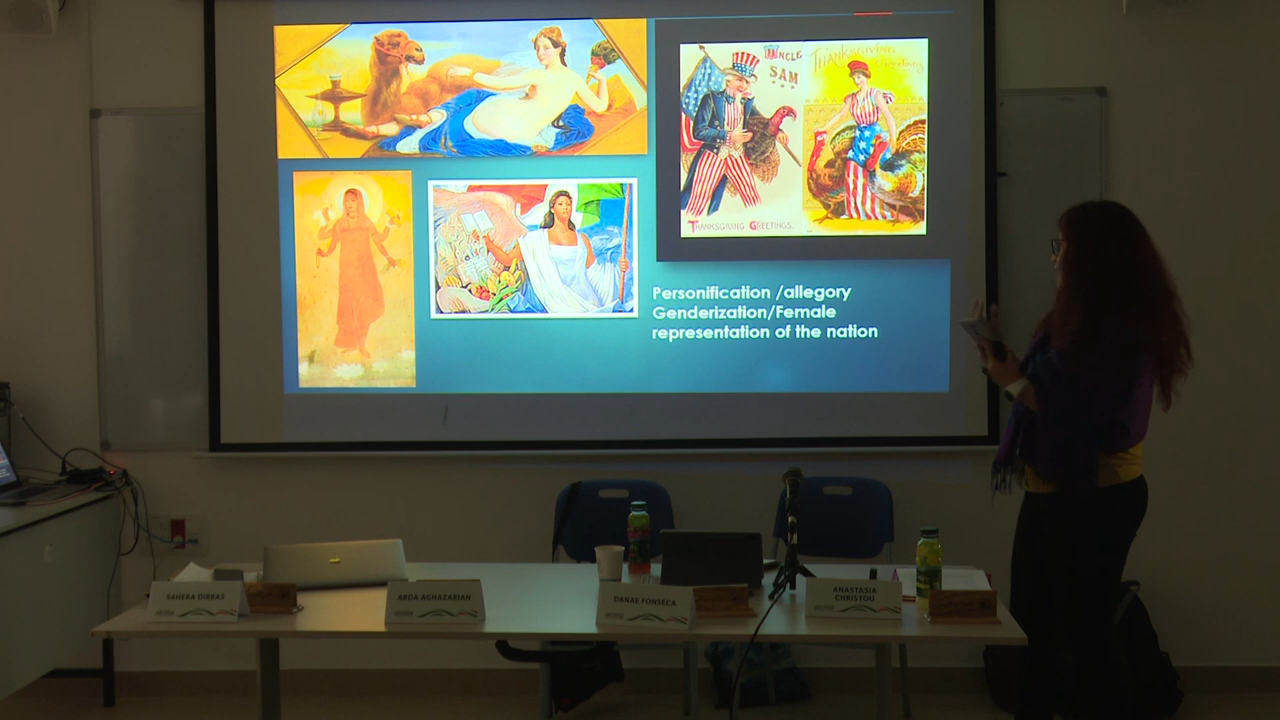 UNCLE
SAM
THANKSGIVING GREETINGS.
Thanksgiving
Greeting
Personification /allegory
Genderization/Female
representation of the nation
SAHERA DIRBAS
ARDA AGHAZARIAN
DANAE FONSECA
ANASTASIA
CHRISTOU